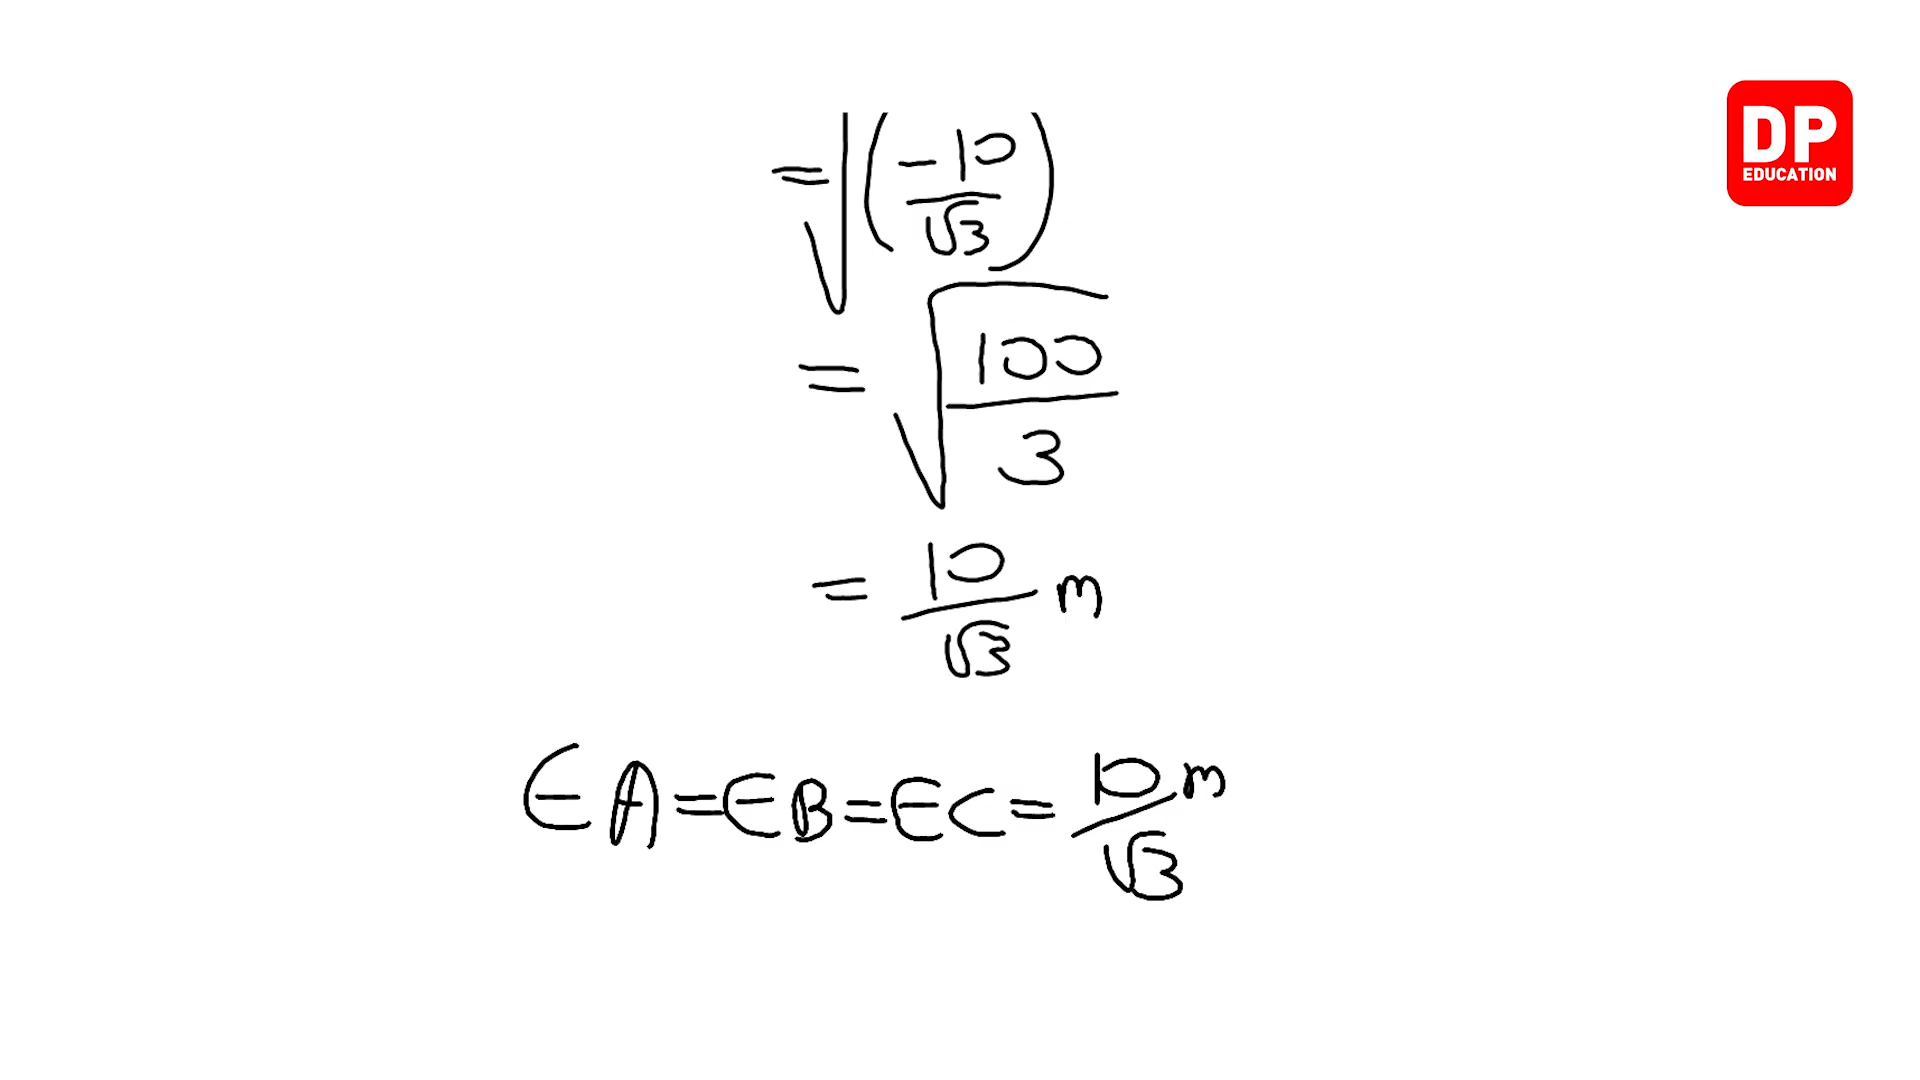 DP
EDUCATION
= √(-10/√3)
= √(100/3)
= 10/√3 m
EA = EB = EC = 10/√3 m